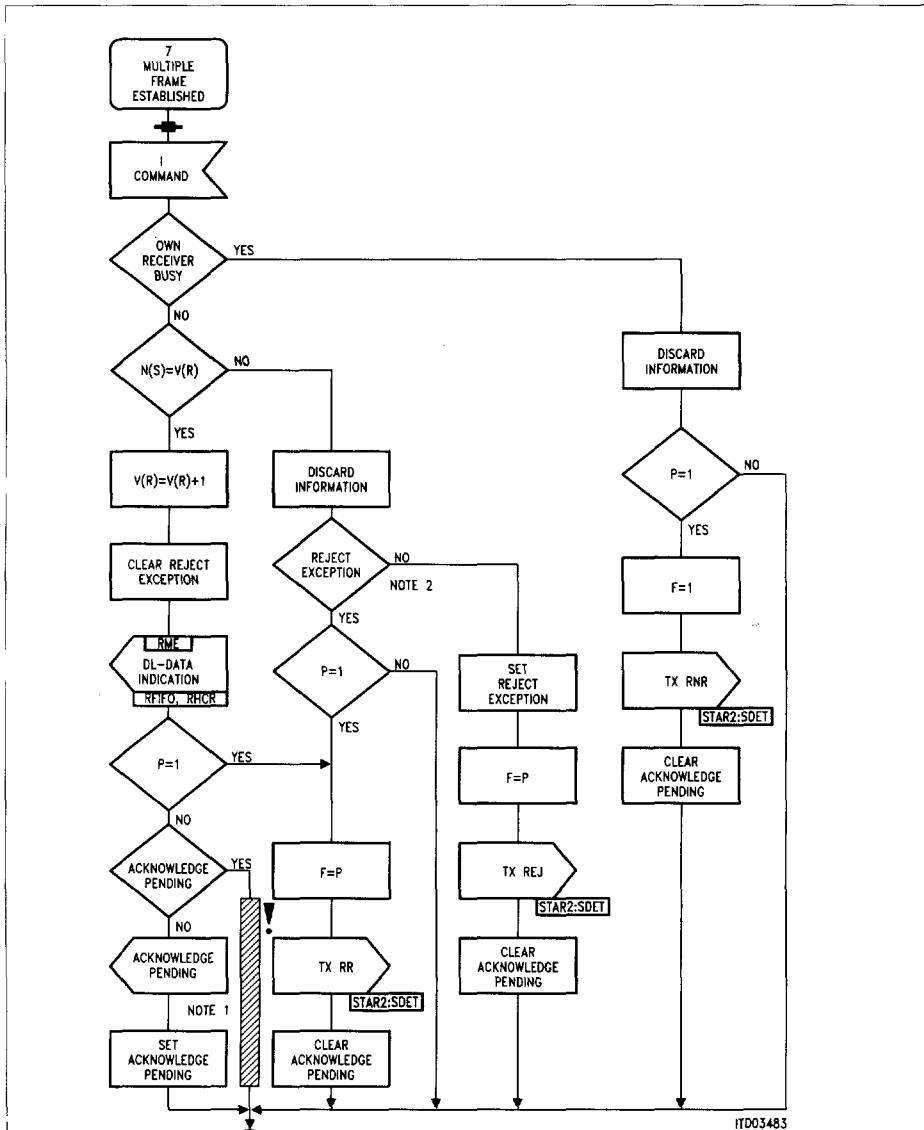 7
MULTIPLE
FRAME
ESTABLISHED
I
COMMAND
OWN
RECEIVER
BUSY
YES
NO
N(S)=V(R)
NO
YES
DISCARD
INFORMATION
P=1
NO
YES
V(R)=V(R)+1
DISCARD
INFORMATION
CLEAR REJECT
EXCEPTION
REJECT
EXCEPTION
NO
NOTE 2
YES
F=1
RME
DL-DATA
INDICATION
RFIFO, RHCR
P=1
NO
YES
SET
REJECT
EXCEPTION
TX RNR
STAR2:SDET
P=1
YES
NO
F=P
CLEAR
ACKNOWLEDGE
PENDING
ACKNOWLEDGE
PENDING
YES
NO
!
F=P
TX REJ
STAR2:SDET
ACKNOWLEDGE
PENDING
NOTE 1
TX RR
STAR2:SDET
CLEAR
ACKNOWLEDGE
PENDING
SET
ACKNOWLEDGE
PENDING
CLEAR
ACKNOWLEDGE
PENDING
ITD03483